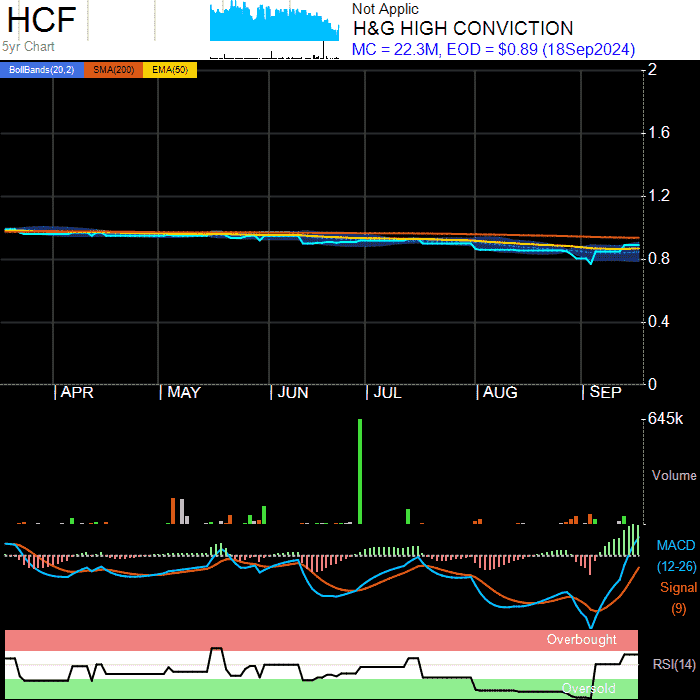 HCF
5yr Chart
Not Applic
H&G HIGH CONVICTION
MC = 22.3M, EOD = $0.89 (18Sep2024)
BollBands(20,2) SMA(200) EMA(50)
2
1.6
1.2
0.8
0.4
0
APR MAY JUN JUL AUG SEP
645k
Volume
MACD
(12-26)
Signal
(9)
Overbought
RSI(14)
Oversold